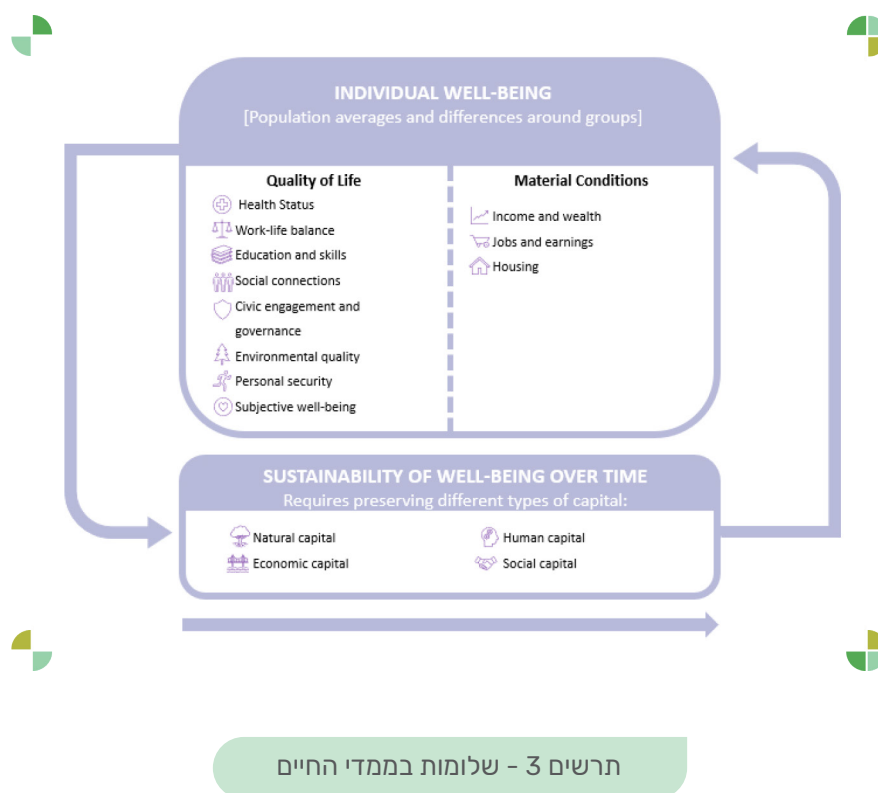 INDIVIDUAL WELL-BEING
[Population averages and differences around groups]
Quality of Life
Health Status
Work-life balance
Education and skills
Social connections
Civic engagement and
governance
Environmental quality
Personal security
Subjective well-being
Material Conditions
Income and wealth
Jobs and earnings
Housing
SUSTAINABILITY OF WELL-BEING OVER TIME
Requires preserving different types of capital:
Natural capital
Economic capital
Human capital
Social capital
תרשים 3 - שלומות בממדי החיים